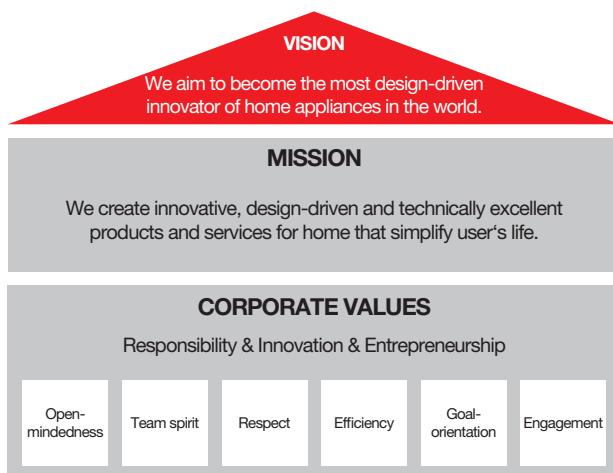 VISION
We aim to become the most design-driven
innovator of home appliances in the world.
MISSION
We create innovative, design-driven and technically excellent
products and services for home that simplify user‘s life.
CORPORATE VALUES
Responsibility & Innovation & Entrepreneurship
Open-
mindedness
Team spirit
Respect
Efficiency
Goal-
orientation
Engagement